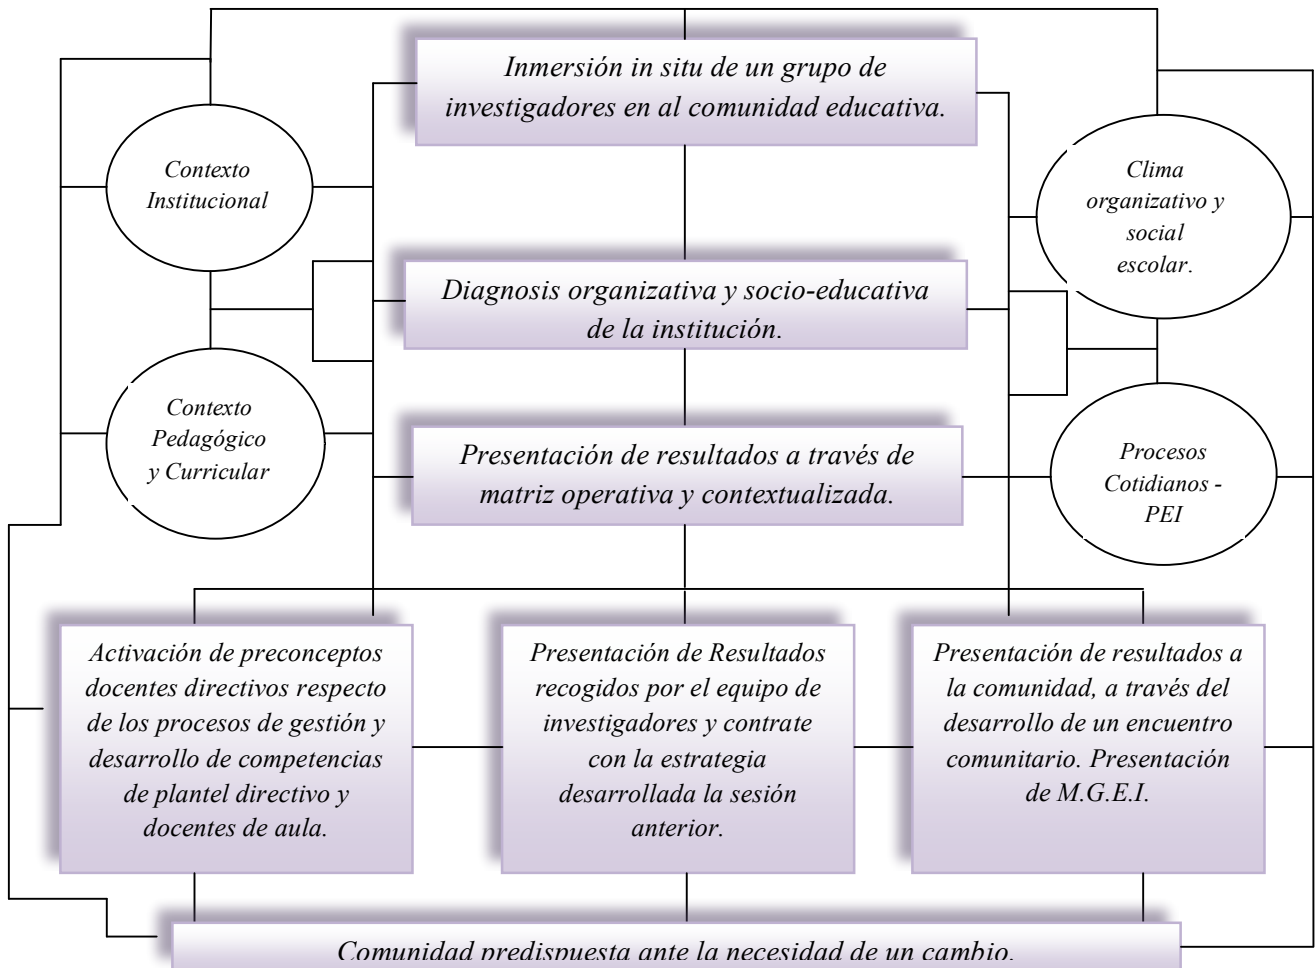 Inmersión in situ de un grupo de
investigadores en al comunidad educativa.
Contexto
Institucional
Clima
organizativo y
social
escolar.
Diagnosis organizativa y socio-educativa
de la institución.
Contexto
Pedagógico
y Curricular
Presentación de resultados a través de
matriz operativa y contextualizada.
Procesos
Cotidianos -
PEI
Activación de preconceptos
docentes directivos respecto
de los procesos de gestión y
desarrollo de competencias
de plantel directivo y
docentes de aula.
Presentación de Resultados
recogidos por el equipo de
investigadores y contrate
con la estrategia
desarrollada la sesión
anterior.
Presentación de resultados a
la comunidad, a través del
desarrollo de un encuentro
comunitario. Presentación
de M.G.E.I.
Comunidad predispuesta ante la necesidad de un cambio.